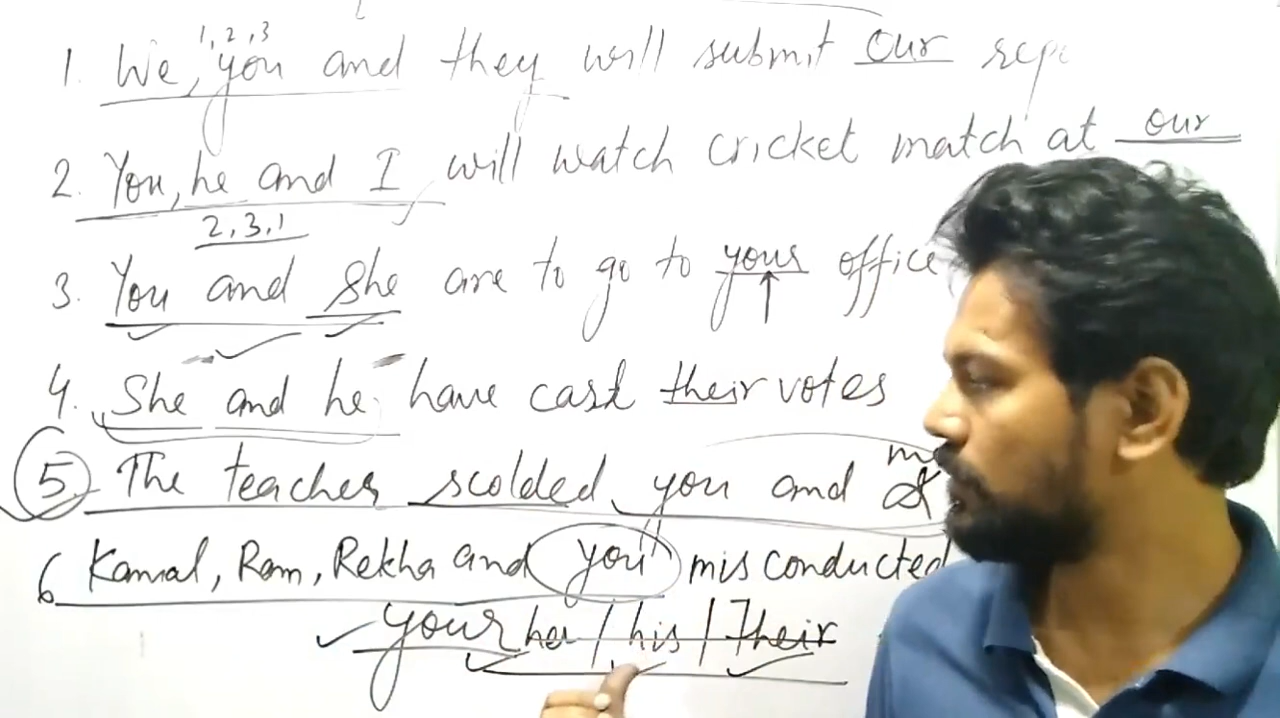 1, 2, 3
1. We, you and they will submit our repo
2. You, he and I will watch cricket match at our
2, 3, 1
3. You and She are to go to your office
4. She and he have cast their votes
5 The teacher scolded you and I
me
6 Kamal, Ram, Rekha and you misconducted
your her / his / Their